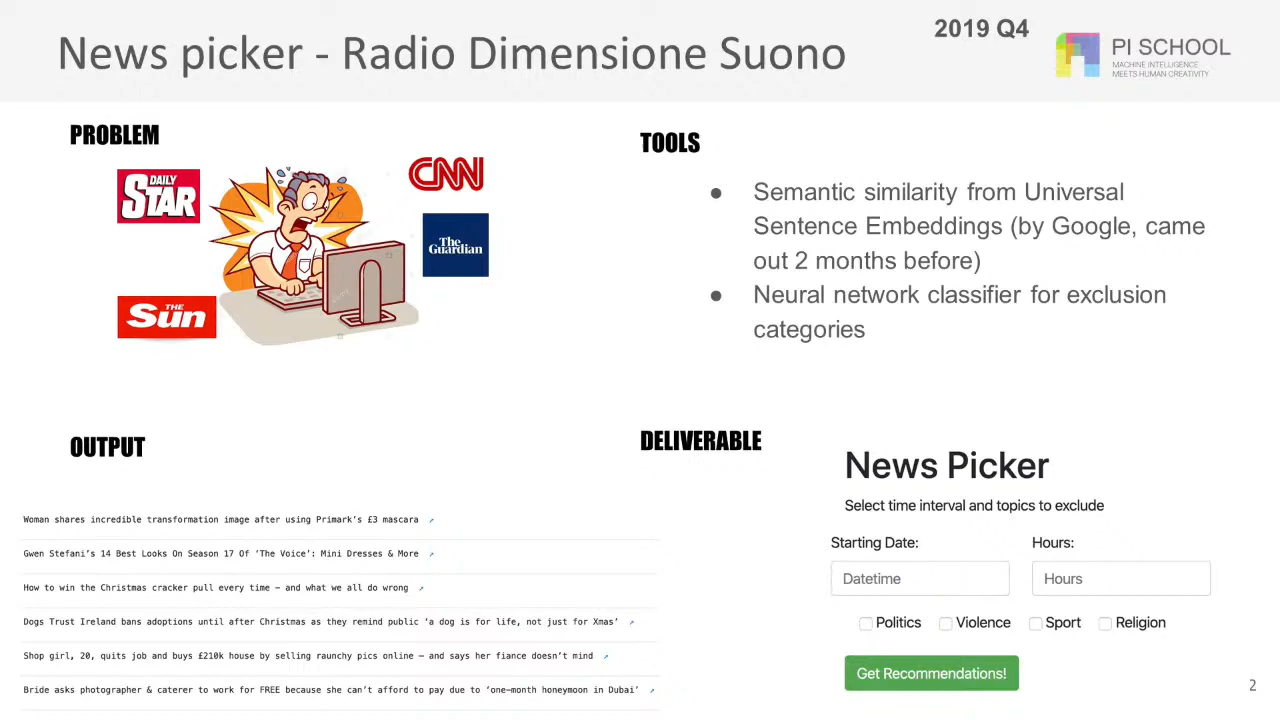 News picker - Radio Dimensione Suono
2019 Q4
PI SCHOOL
MACHINE INTELLIGENCE
MEETS HUMAN CREATIVITY
PROBLEM
DAILY
STAR
CNN
The
Guardian
THE
Sun
TOOLS
● Semantic similarity from Universal
Sentence Embeddings (by Google, came
out 2 months before)
● Neural network classifier for exclusion
categories
OUTPUT
Woman shares incredible transformation image after using Primark's £3 mascara ↗
Gwen Stefani's 14 Best Looks On Season 17 Of 'The Voice': Mini Dresses & More ↗
How to win the Christmas cracker pull every time – and what we all do wrong ↗
Dogs Trust Ireland bans adoptions until after Christmas as they remind public 'a dog is for life, not just for Xmas' ↗
Shop girl, 20, quits job and buys £210k house by selling raunchy pics online – and says her fiance doesn't mind ↗
Bride asks photographer & caterer to work for FREE because she can't afford to pay due to 'one-month honeymoon in Dubai' ↗
DELIVERABLE
News Picker
Select time interval and topics to exclude
Starting Date: Hours:
Datetime Hours
Politics Violence Sport Religion
Get Recommendations!
2